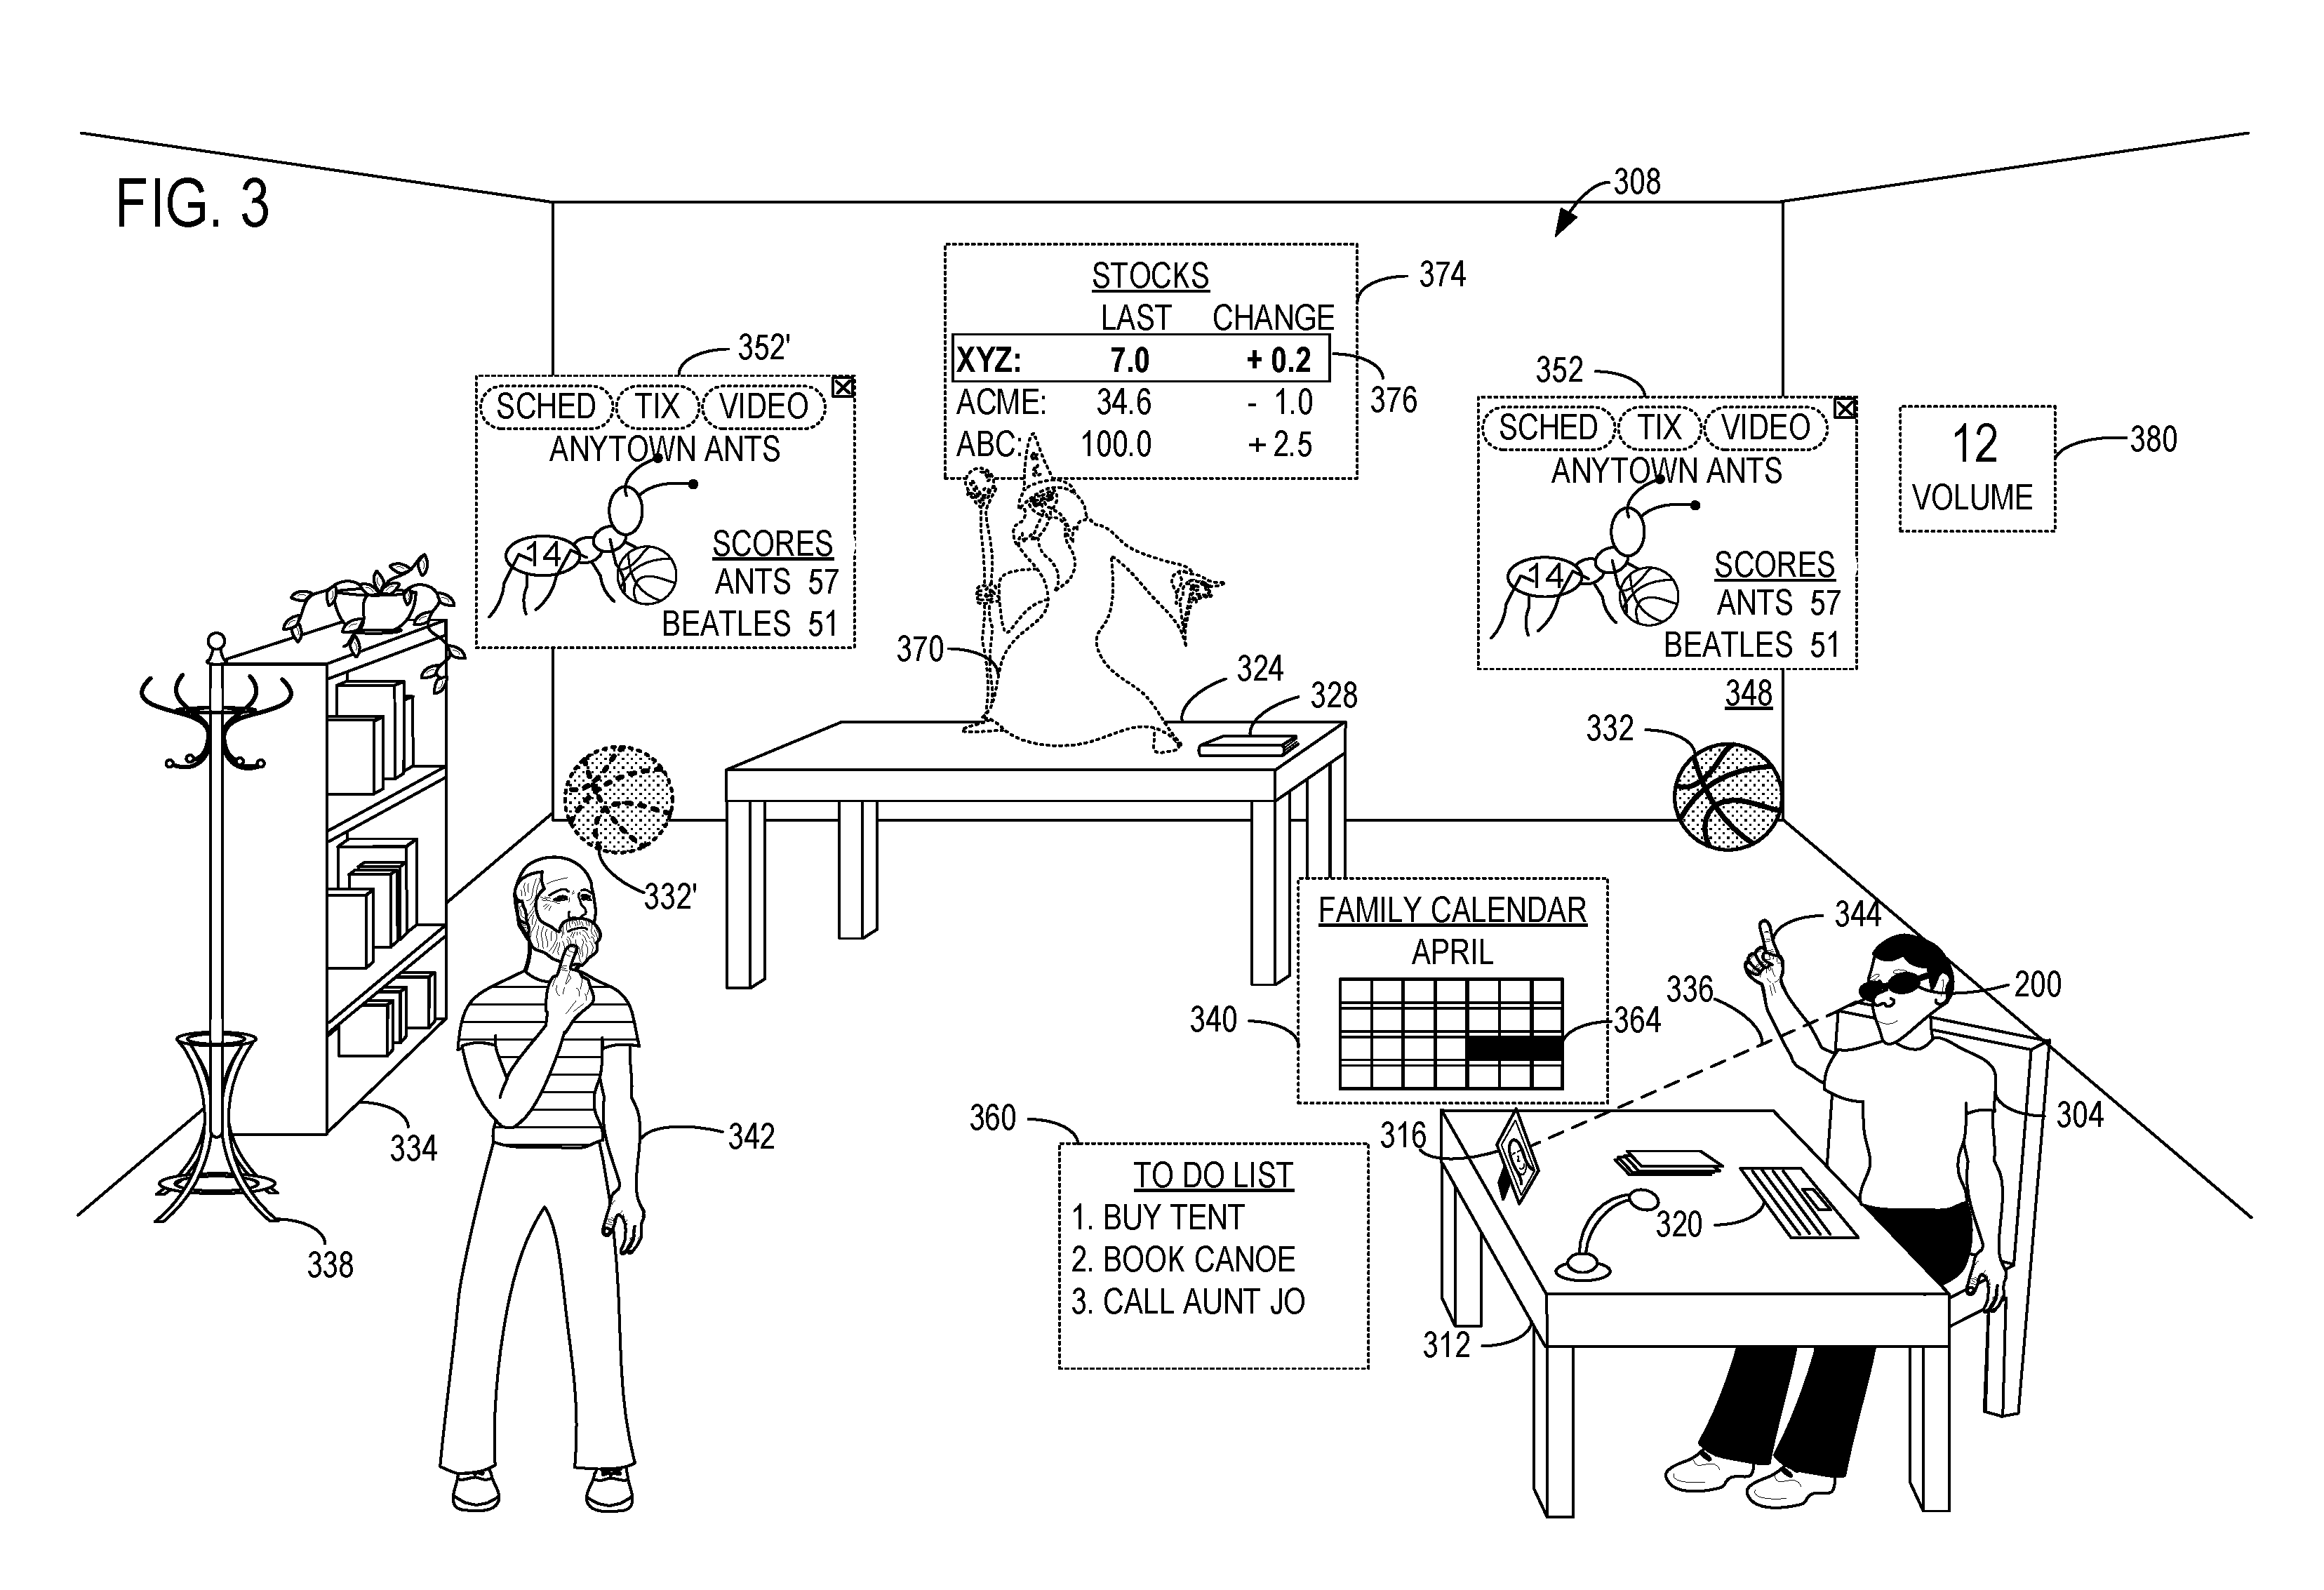 FIG. 3
308
STOCKS
LAST CHANGE
XYZ: 7.0 + 0.2
ACME: 34.6 - 1.0
ABC: 100.0 + 2.5
374
376
352'
SCHED TIX VIDEO
ANYTOWN ANTS
14
SCORES
ANTS 57
BEATLES 51
352
SCHED TIX VIDEO
ANYTOWN ANTS
14
SCORES
ANTS 57
BEATLES 51
12
VOLUME
380
370
324
328
348
332
332'
FAMILY CALENDAR
APRIL
340
364
344
336
200
304
334
342
338
360
TO DO LIST
1. BUY TENT
2. BOOK CANOE
3. CALL AUNT JO
316
320
312